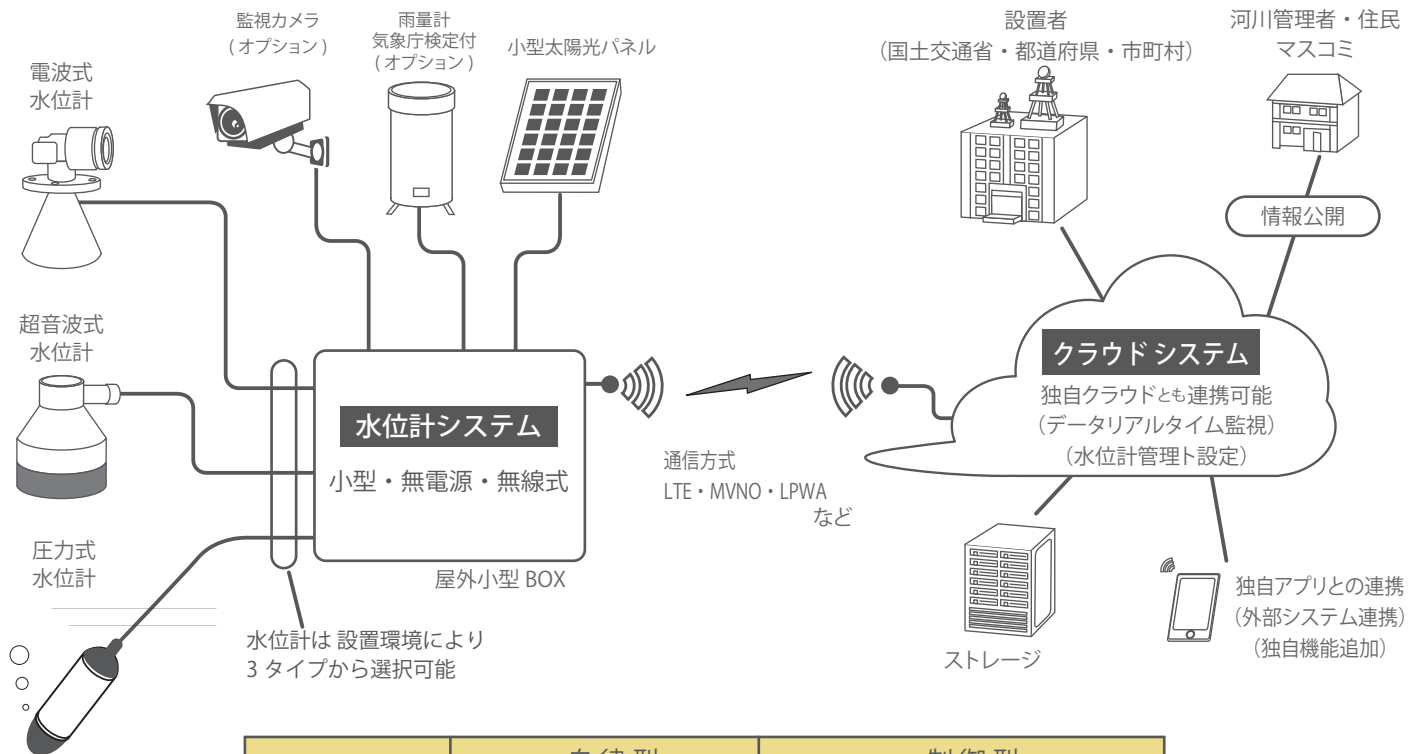 監視カメラ
(オプション)
雨量計
気象庁検定付
(オプション)
小型太陽光パネル
設置者
(国土交通省・都道府県・市町村)
河川管理者・住民
マスコミ
電波式
水位計
情報公開
超音波式
水位計
水位計システム
小型・無電源・無線式
クラウドシステム
独自クラウドとも連携可能
(データリアルタイム監視)
(水位計管理ト設定)
通信方式
LTE・MVNO・LPWA
など
圧力式
水位計
屋外小型 BOX
水位計は 設置環境により
3 タイプから選択可能
ストレージ
独自アプリとの連携
(外部システム連携)
(独自機能追加)
自律型
制御型